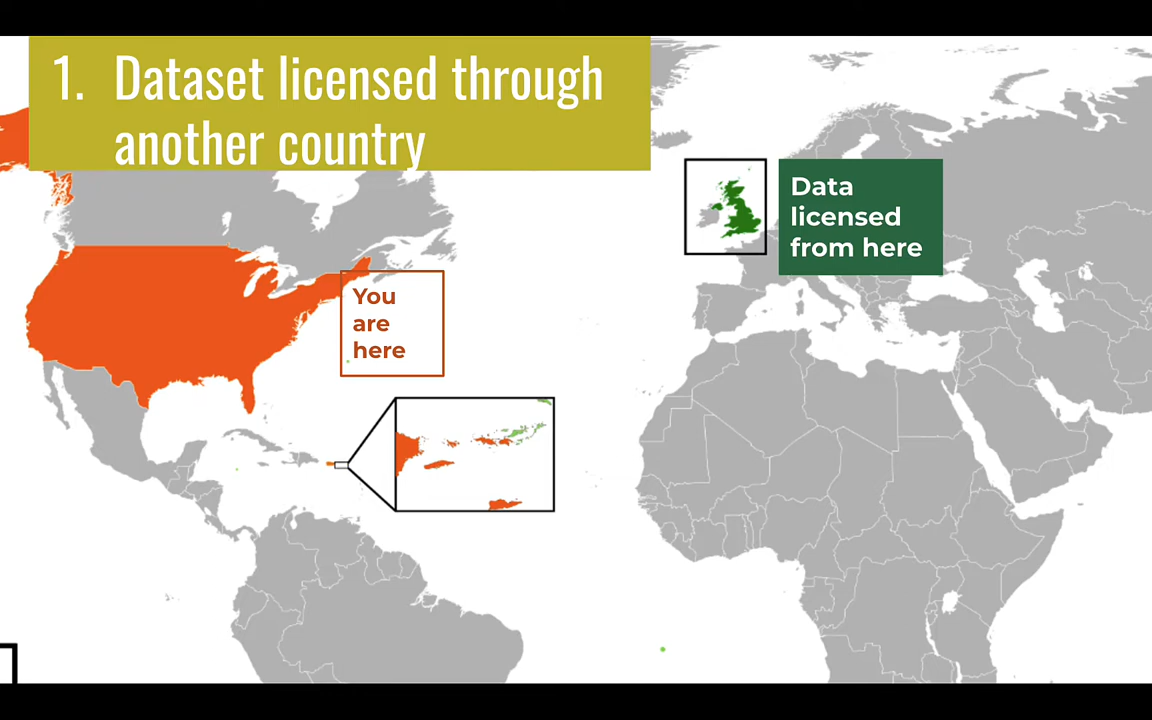 1. Dataset licensed through
another country
Data
licensed
from here
You
are
here